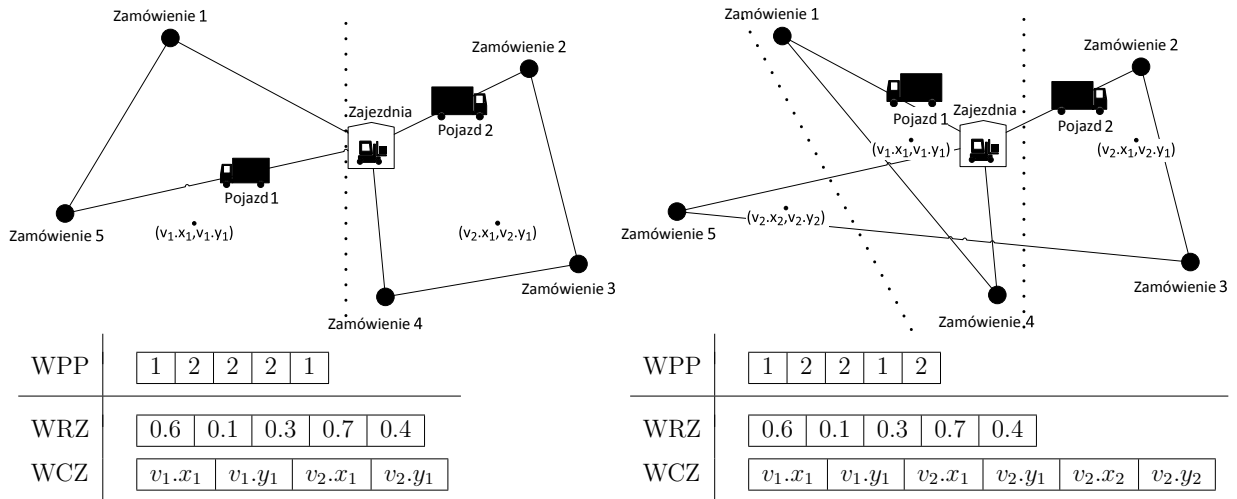 Zamówienie 1
Zamówienie 2
Zajezdnia
Pojazd 2
Pojazd 1
Zamówienie 5
(v₁.x₁,v₁.y₁)
(v₂.x₁,v₂.y₁)
Zamówienie 3
Zamówienie 4
WPP 1 2 2 2 1
WRZ 0.6 0.1 0.3 0.7 0.4
WCZ v₁.x₁ v₁.y₁ v₂.x₁ v₂.y₁
Zamówienie 1
Zamówienie 2
Zajezdnia
Pojazd 1
Pojazd 2
(v₁.x₁,v₁.y₁)
(v₂.x₁,v₂.y₁)
Zamówienie 5
(v₂.x₂,v₂.y₂)
Zamówienie 3
Zamówienie 4
WPP 1 2 2 1 2
WRZ 0.6 0.1 0.3 0.7 0.4
WCZ v₁.x₁ v₁.y₁ v₂.x₁ v₂.y₁ v₂.x₂ v₂.y₂